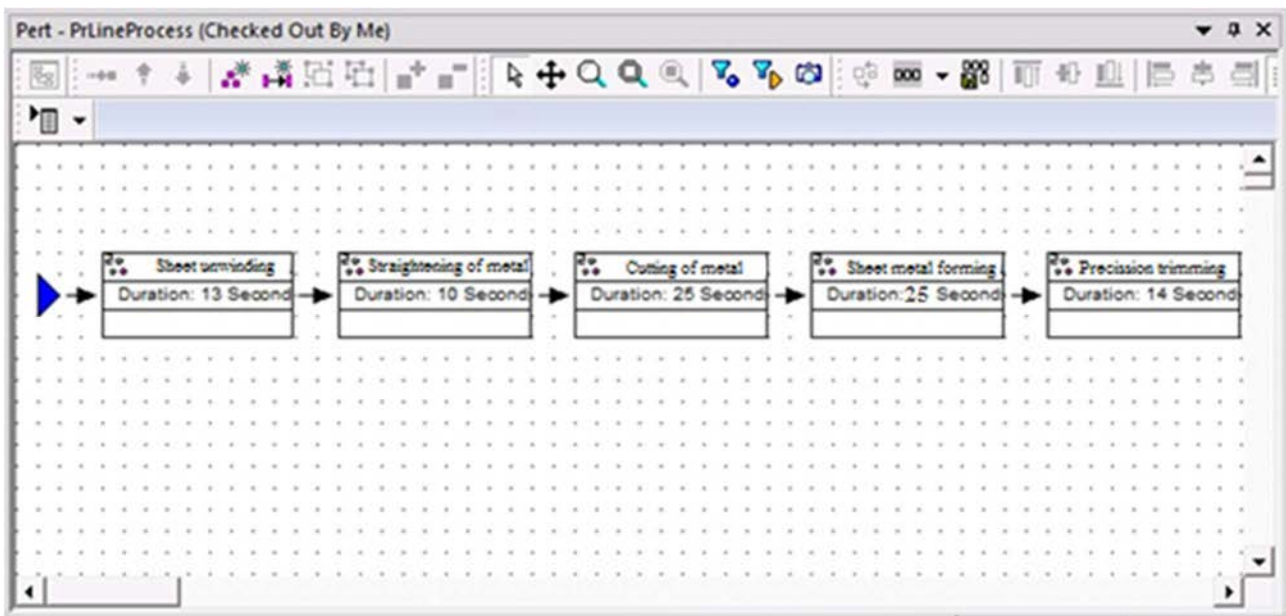 Pert - PrLineProcess (Checked Out By Me)
Sheet unwinding
Duration: 13 Second
Straightening of metal
Duration: 10 Second
Cutting of metal
Duration: 25 Second
Sheet metal forming
Duration:25 Second
Precission trimming
Duration: 14 Second